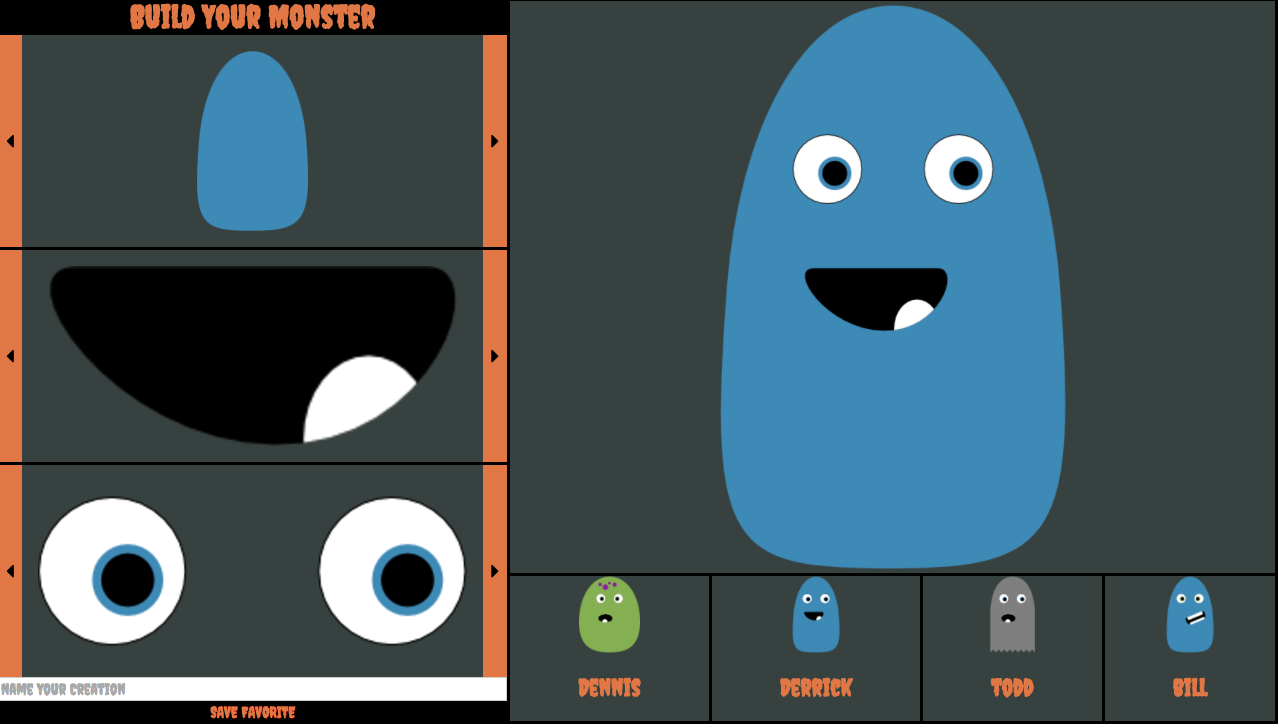 BUILD YOUR MONSTER
NAME YOUR CREATION
SAVE FAVORITE
DENNIS
DERRICK
TODD
BILL